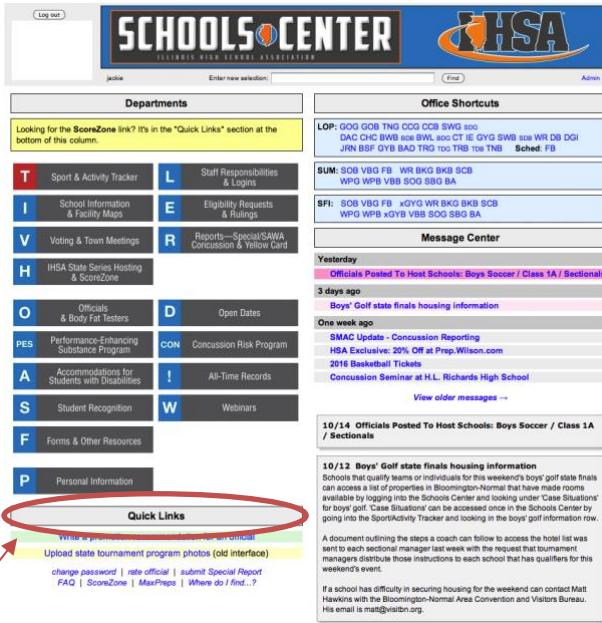 Log out
SCHOOLS CENTER
ILLINOIS HIGH SCHOOL ASSOCIATION
IHSA
jackie Enter new selection: Find Admin
Departments
Looking for the ScoreZone link? It's in the "Quick Links" section at the
bottom of this column.
T Sport & Activity Tracker
L Staff Responsibilities
& Logins
I School Information
& Facility Maps
E Eligibility Requests
& Rulings
V Voting & Town Meetings
R Reports—Special/SAWA
Concussion & Yellow Card
H IHSA State Series Hosting
& ScoreZone
O Officials
& Body Fat Testers
D Open Dates
PES Performance-Enhancing
Substance Program
CON Concussion Risk Program
A Accommodations for
Students with Disabilities
! All-Time Records
S Student Recognition
W Webinars
F Forms & Other Resources
P Personal Information
Quick Links
Write a promotion recommendation for an official
Upload state tournament program photos (old interface)
change password | rate official | submit Special Report
FAQ | ScoreZone | MaxPreps | Where do I find...?
Office Shortcuts
LOP: GOG GOB TNG CCG CCB SWG SDG
DAC CHC BWB BDB BWL BDG CT IE GYG SWB SDB WR DB DGI
JRN BSF GYB BAD TRG TDG TRB TDB TNB Sched: FB
SUM: SOB VBG FB WR BKG BKB SCB
WPG WPB VBB SOG SBG BA
SFI: SOB VBG FB xGYG WR BKG BKB SCB
WPG WPB xGYB VBB SOG SBG BA
Message Center
Yesterday
Officials Posted To Host Schools: Boys Soccer / Class 1A / Sectionals
3 days ago
Boys' Golf state finals housing information
One week ago
SMAC Update - Concussion Reporting
HSA Exclusive: 20% Off at Prep.Wilson.com
2016 Basketball Tickets
Concussion Seminar at H.L. Richards High School
View older messages →
10/14 Officials Posted To Host Schools: Boys Soccer / Class 1A
/ Sectionals
10/12 Boys' Golf state finals housing information
Schools that qualify teams or individuals for this weekend's boys' golf state finals
can access a list of properties in Bloomington-Normal that have made rooms
available by logging into the Schools Center and looking under 'Case Situations'
for boys' golf. 'Case Situations' can be accessed once in the Schools Center by
going into the Sport/Activity Tracker and looking in the boys' golf information row.
A document outlining the steps a coach can follow to access the hotel list was
sent to each sectional manager last week with the request that tournament
managers distribute those instructions to each school that has qualifiers for this
weekend's event.
If a school has difficulty in securing housing for the weekend can contact Matt
Hawkins with the Bloomington-Normal Area Convention and Visitors Bureau.
His email is matt@visitbn.org.